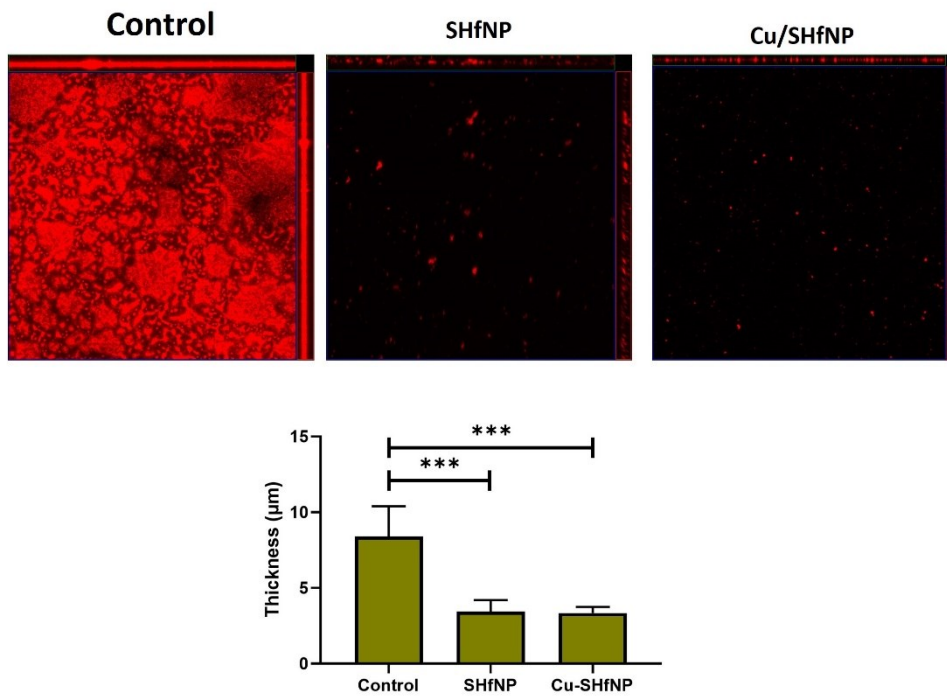 Control
SHfNP
Cu/SHfNP
15
10
5
0
Thickness (µm)
***
***
Control
SHfNP
Cu-SHfNP